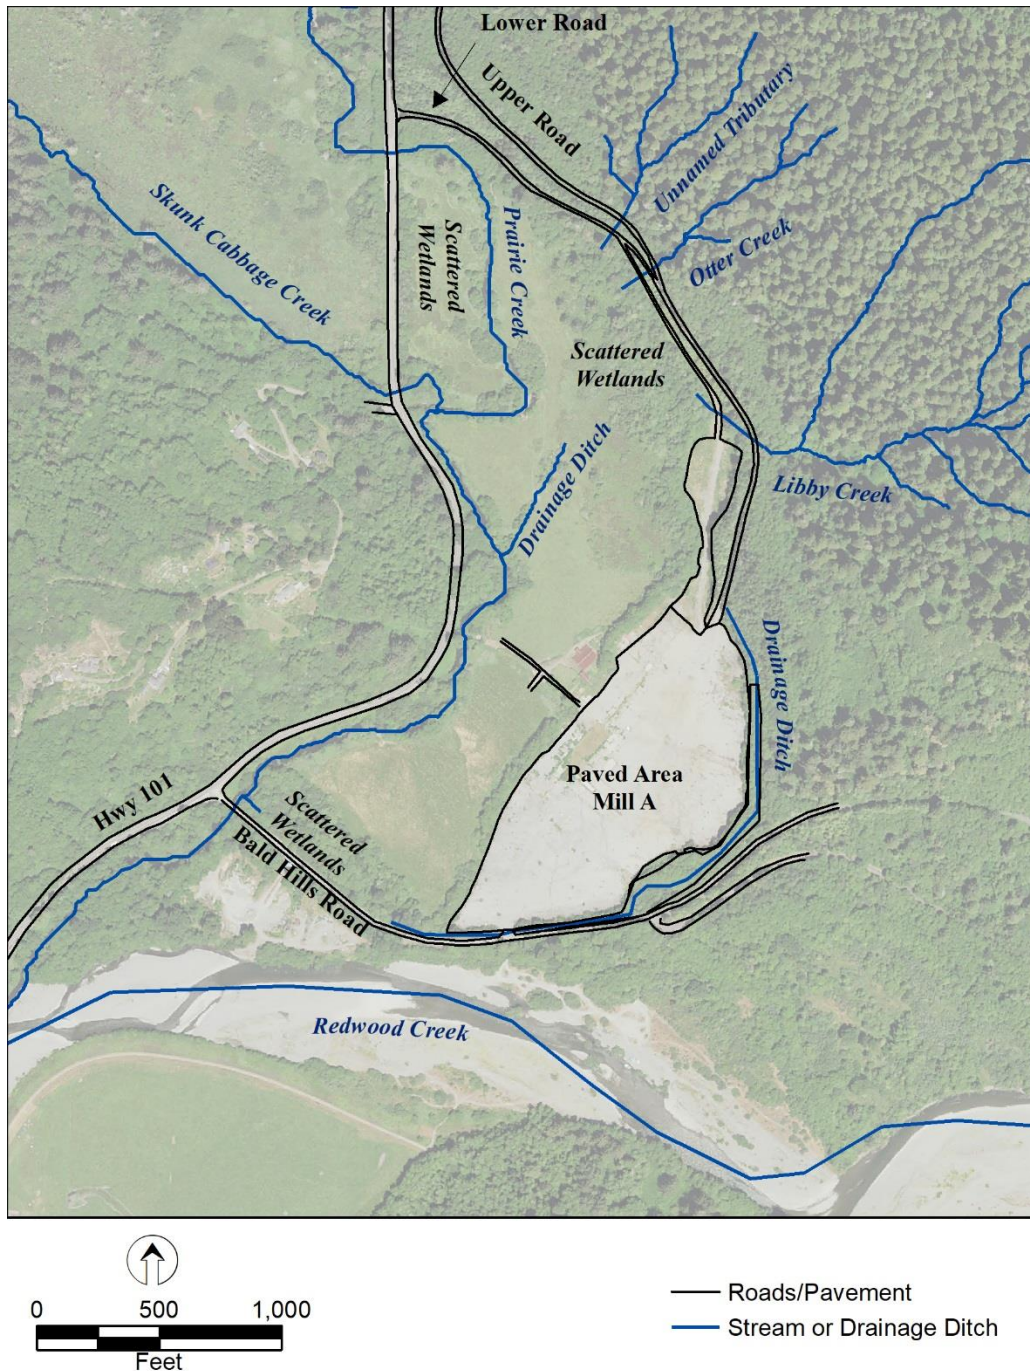 Lower Road
Upper Road
Unnamed Tributary
Skunk Cabbage Creek
Scattered
Wetlands
Prairie Creek
Otter Creek
Scattered
Wetlands
Drainage Ditch
Libby Creek
Drainage Ditch
Paved Area
Mill A
Hwy 101
Scattered
Wetlands
Bald Hills Road
Redwood Creek
0 500 1,000
Feet
Roads/Pavement
Stream or Drainage Ditch